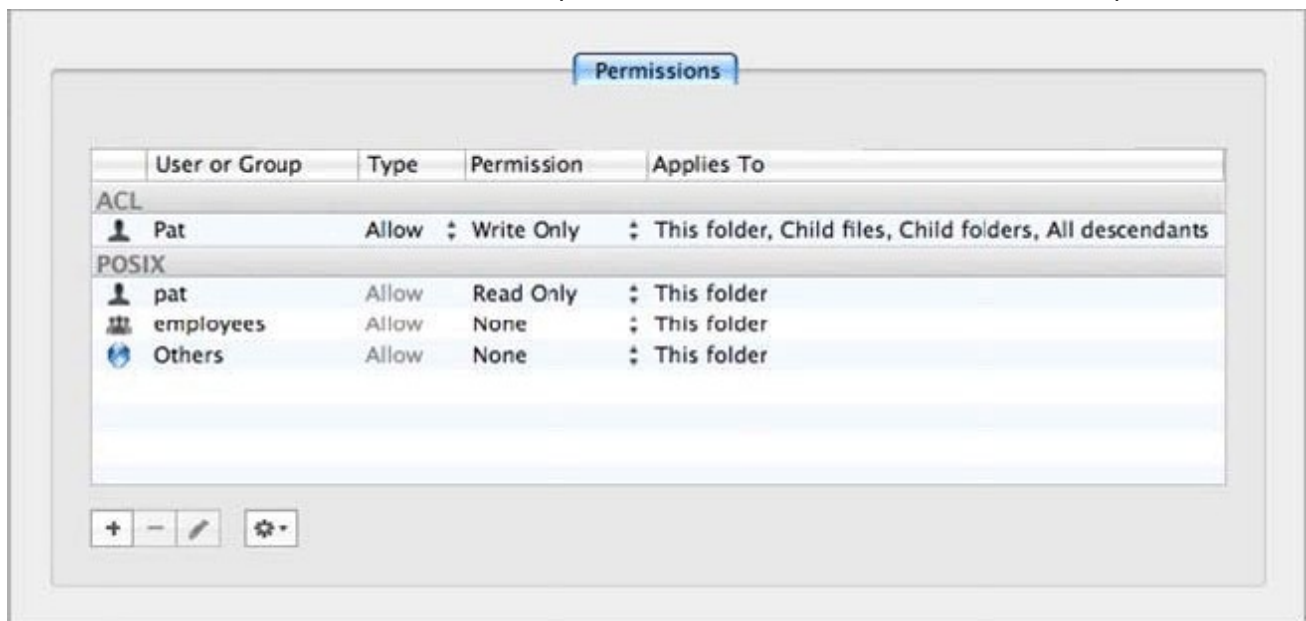 Permissions
User or Group Type Permission Applies To
ACL
Pat Allow Write Only This folder, Child files, Child folders, All descendants
POSIX
pat Allow Read Only This folder
employees Allow None This folder
Others Allow None This folder